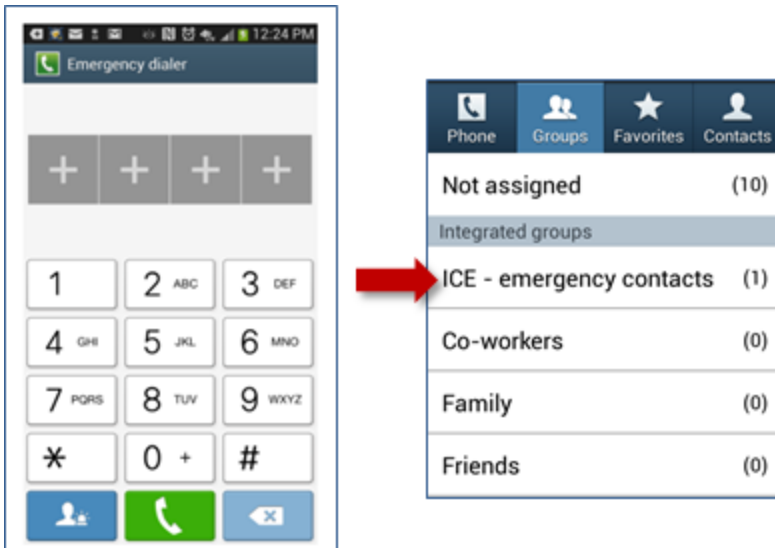 12:24 PM
Emergency dialer
+ + + +
1 2 ABC 3 DEF
4 GHI 5 JKL 6 MNO
7 PQRS 8 TUV 9 WXYZ
* 0 + #
Phone Groups Favorites Contacts
Not assigned (10)
Integrated groups
ICE - emergency contacts (1)
Co-workers (0)
Family (0)
Friends (0)